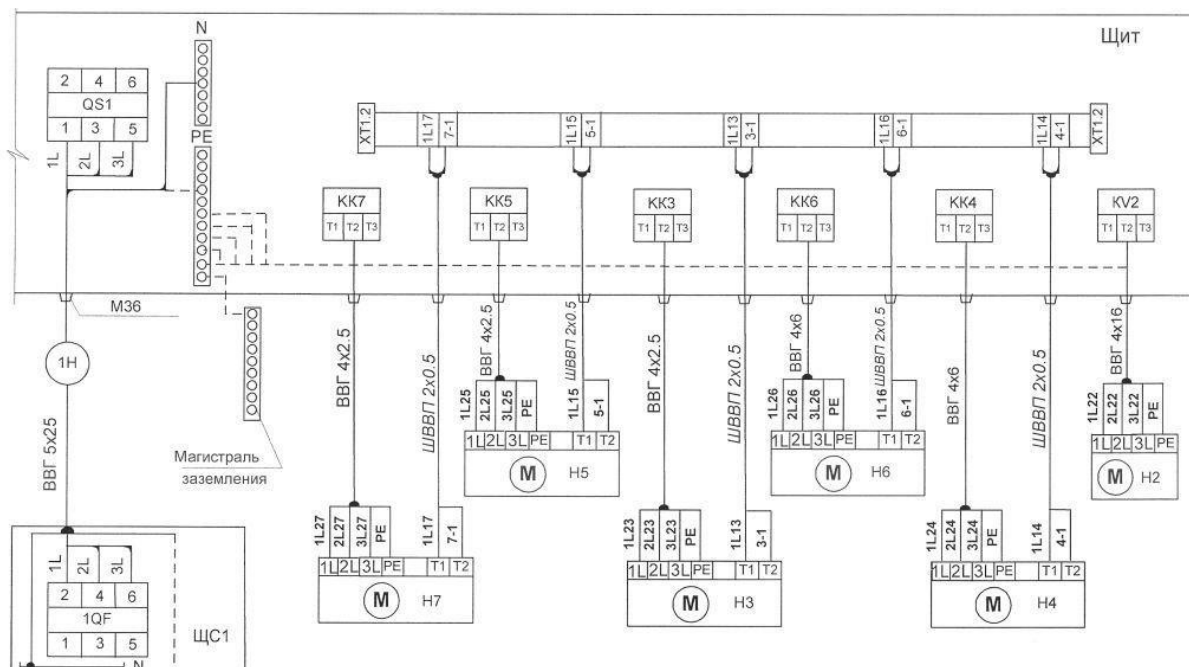 Щит
N
2 4 6
QS1
1 3 5
1L 2L 3L
PE
XT1.2
1L17 7-1
1L15 5-1
1L13 3-1
1L16 6-1
1L14 4-1
XT1.2
КК7
T1 T2 T3
КК5
T1 T2 T3
КК3
T1 T2 T3
КК6
T1 T2 T3
КК4
T1 T2 T3
KV2
T1 T2 T3
М36
1Н
ВВГ 5х25
Магистраль
заземления
ВВГ 4х2.5
ШВВП 2х0.5
ВВГ 4х2.5
ШВВП 2х0.5
ВВГ 4х2.5
ШВВП 2х0.5
ВВГ 4х6
ШВВП 2х0.5
ВВГ 4х6
ШВВП 2х0.5
ВВГ 4х16
1L25 2L25 3L25 PE 1L15 5-1
1L 2L 3L PE T1 T2
M H5
1L26 2L26 3L26 PE 1L16 6-1
1L 2L 3L PE T1 T2
M H6
1L22 2L22 3L22 PE
1L 2L 3L PE
M H2
1L27 2L27 3L27 PE 1L17 7-1
1L 2L 3L PE T1 T2
M H7
1L23 2L23 3L23 PE 1L13 3-1
1L 2L 3L PE T1 T2
M H3
1L24 2L24 3L24 PE 1L14 4-1
1L 2L 3L PE T1 T2
M H4
1L 2L 3L
2 4 6
1QF
1 3 5
ЩС1
N